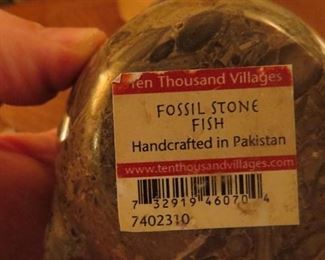 Ten Thousand Villages
FOSSIL STONE
FISH
Handcrafted in Pakistan
www.tenthousandvillages.com
7 32919 46070 4
7402310